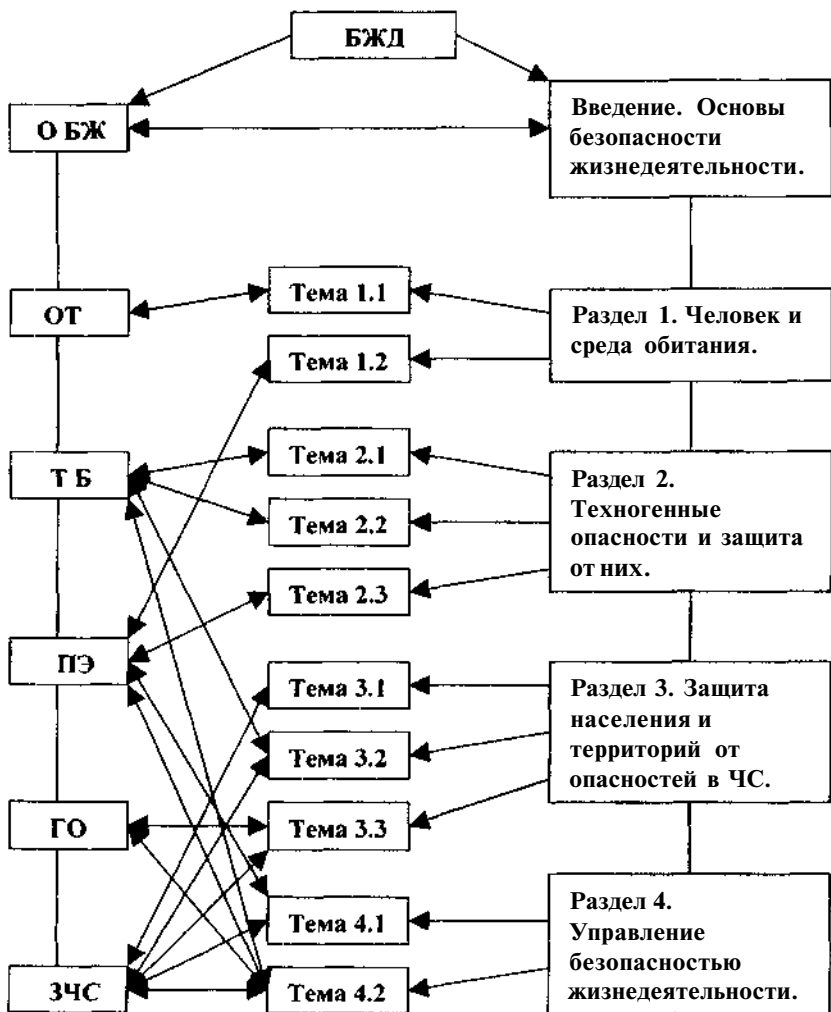 БЖД
О БЖ
Введение. Основы
безопасности
жизнедеятельности.
ОТ
Тема 1.1
Раздел 1. Человек и
среда обитания.
Тема 1.2
Т Б
Тема 2.1
Раздел 2.
Техногенные
опасности и защита
от них.
Тема 2.2
Тема 2.3
ПЭ
Тема 3.1
Раздел 3. Защита
населения и
территорий от
опасностей в ЧС.
Тема 3.2
ГО
Тема 3.3
Тема 4.1
Раздел 4.
Управление
безопасностью
жизнедеятельности.
ЗЧС
Тема 4.2